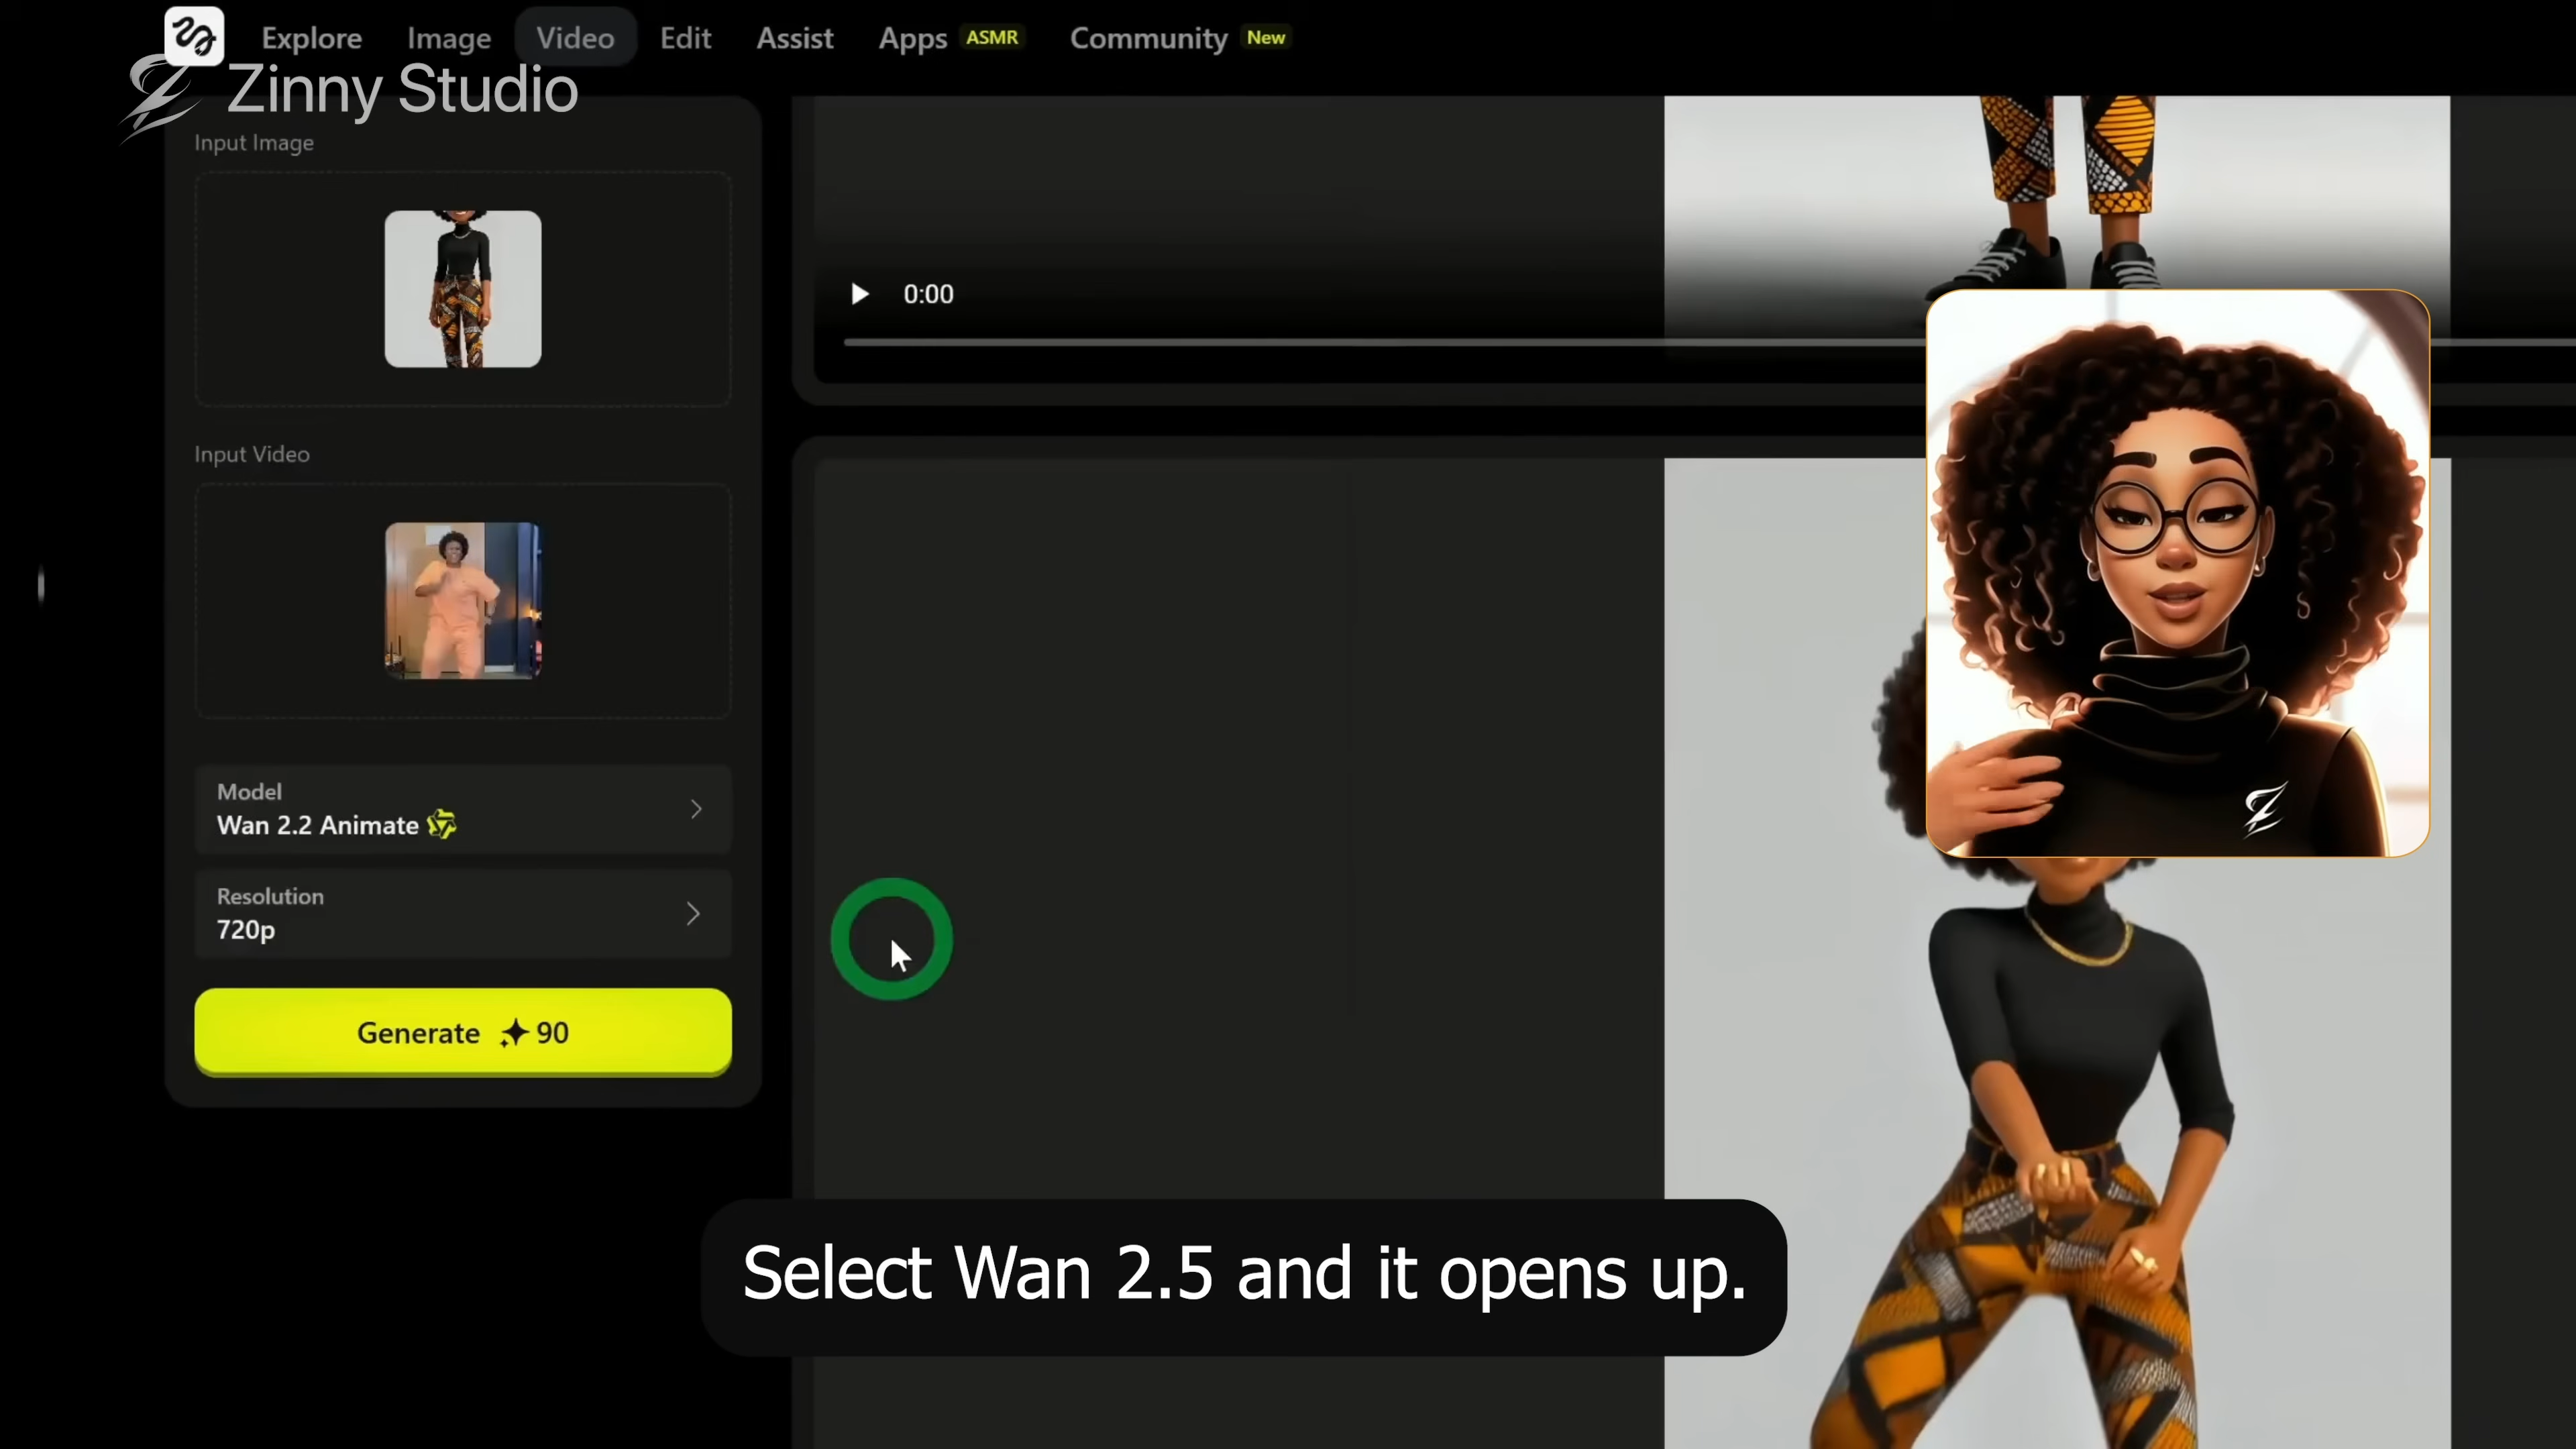 Explore Image Video Edit Assist Apps ASMR Community New
Zinny Studio
Input Image
0:00
Input Video
Model
Wan 2.2 Animate
Resolution
720p
Generate 90
Select Wan 2.5 and it opens up.